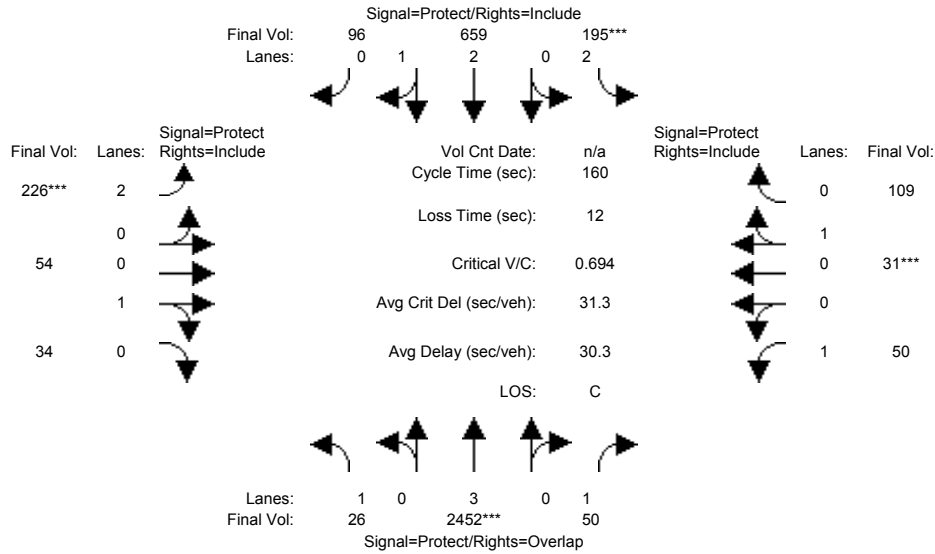 Signal=Protect/Rights=Include
Final Vol: 96 659 195***
Lanes: 0 1 2 0 2
Signal=Protect Signal=Protect
Final Vol: Lanes: Rights=Include Vol Cnt Date: n/a Rights=Include Lanes: Final Vol:
Cycle Time (sec): 160
226*** 2 0 109
Loss Time (sec): 12
0 1
54 0 Critical V/C: 0.694 0 31***
1 Avg Crit Del (sec/veh): 31.3 0
34 0 Avg Delay (sec/veh): 30.3 1 50
LOS: C
Lanes: 1 0 3 0 1
Final Vol: 26 2452*** 50
Signal=Protect/Rights=Overlap